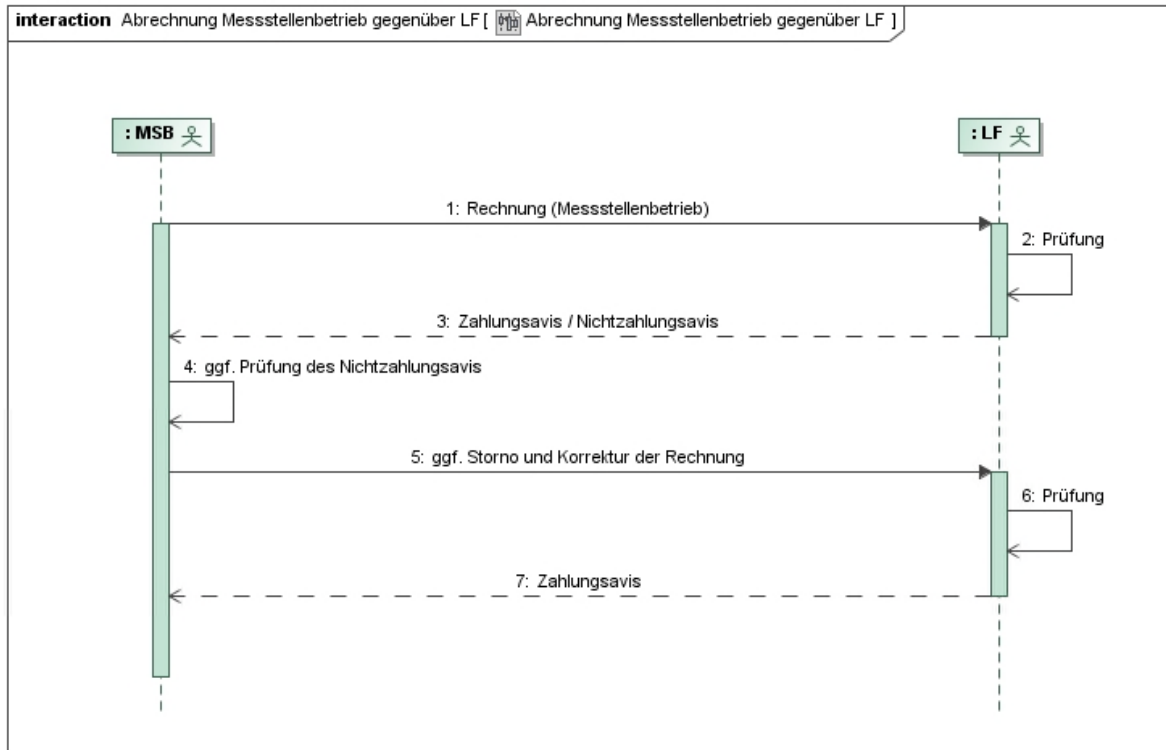 interaction Abrechnung Messstellenbetrieb gegenüber LF [ Abrechnung Messstellenbetrieb gegenüber LF ]
: MSB
: LF
1: Rechnung (Messstellenbetrieb)
2: Prüfung
3: Zahlungsavis / Nichtzahlungsavis
4: ggf. Prüfung des Nichtzahlungsavis
5: ggf. Storno und Korrektur der Rechnung
6: Prüfung
7: Zahlungsavis